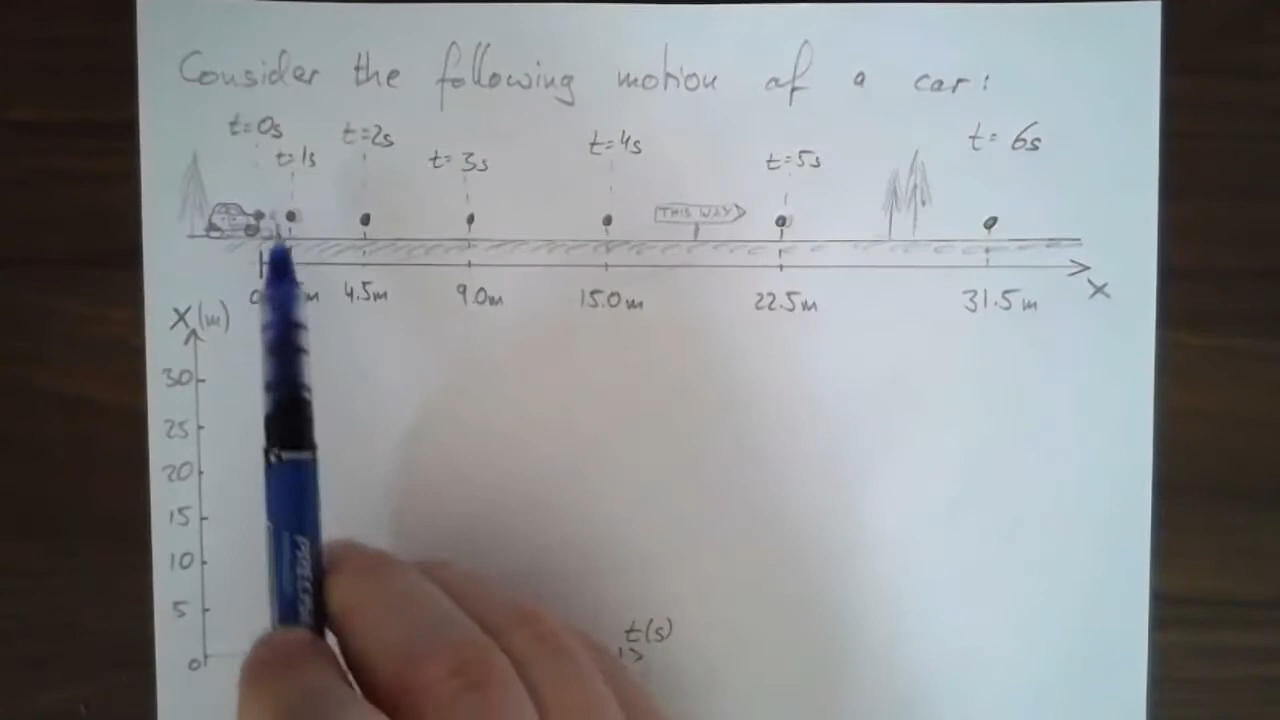 Consider the following motion of a car:
t=0s
t=1s
t=2s
t=3s
t=4s
t=5s
t=6s
THIS WAY
4.5m
9.0m
15.0m
22.5m
31.5m
X
X(m)
30
25
20
15
10
5
0
t(s)